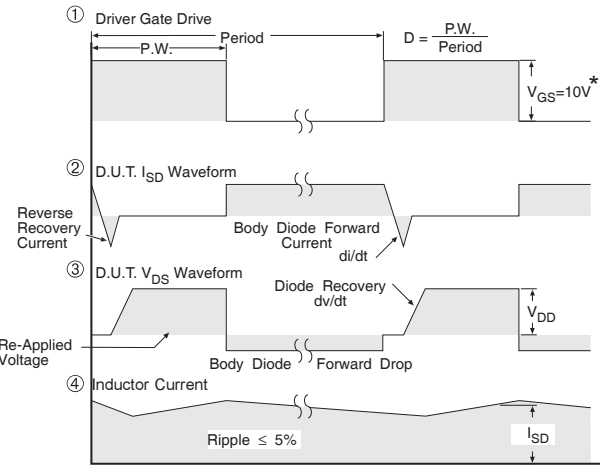 ① Driver Gate Drive
P.W.
Period
D = P.W.
Period
VGS=10V*
② D.U.T. ISD Waveform
Reverse
Recovery
Current
Body Diode Forward
Current
di/dt
③ D.U.T. VDS Waveform
Diode Recovery
dv/dt
VDD
Re-Applied
Voltage
Body Diode Forward Drop
④ Inductor Current
Ripple ≤ 5%
ISD